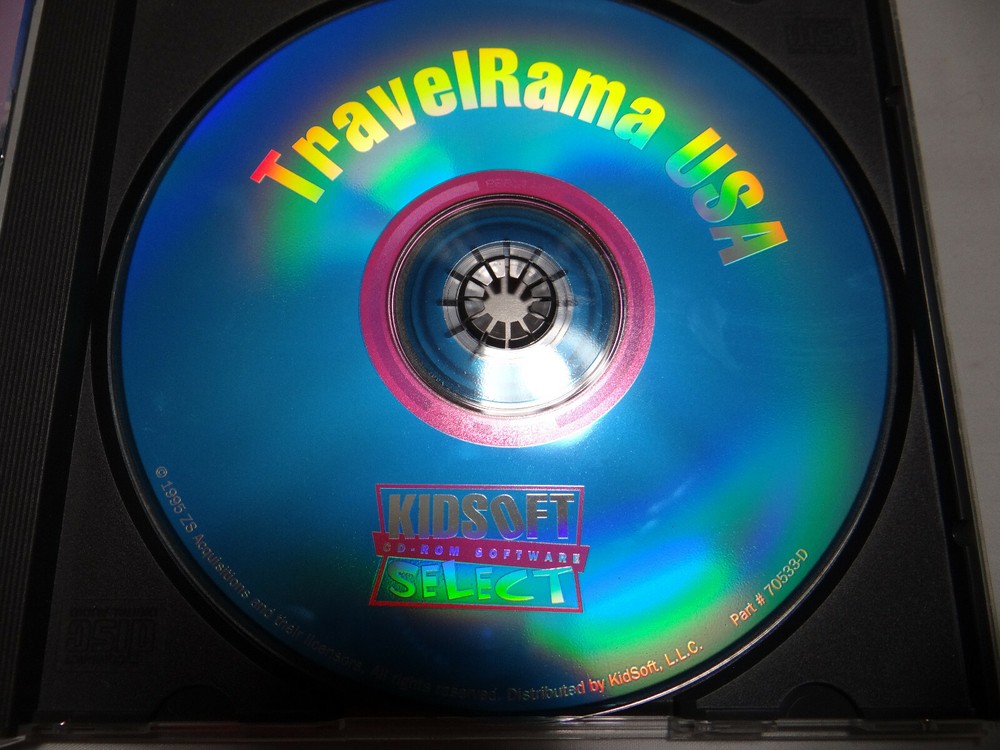 TravelRama USA
KIDSOFT
CD-ROM SOFTWARE
SELECT
© 1995 ZS Acquisitions and their licensors. All rights reserved. Distributed by KidSoft, L.L.C. Part # 70533-D